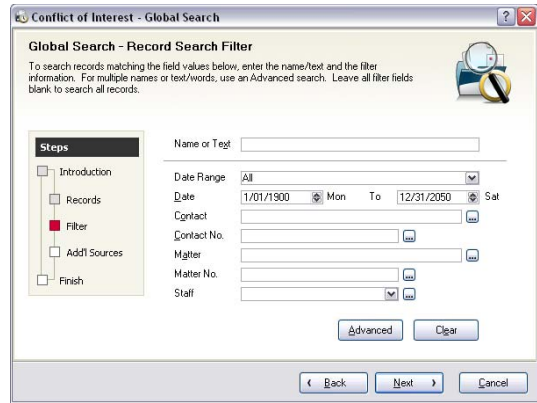 Conflict of Interest - Global Search
Global Search - Record Search Filter
To search records matching the field values below, enter the name/text and the filter
information. For multiple names or text/words, use an Advanced search. Leave all filter fields
blank to search all records.
Steps
Introduction
Records
Filter
Add'l Sources
Finish
Name or Text
Date Range All
Date 1/01/1900 Mon To 12/31/2050 Sat
Contact ...
Contact No. ...
Matter ...
Matter No. ...
Staff ...
Advanced Clear
‹ Back Next › Cancel